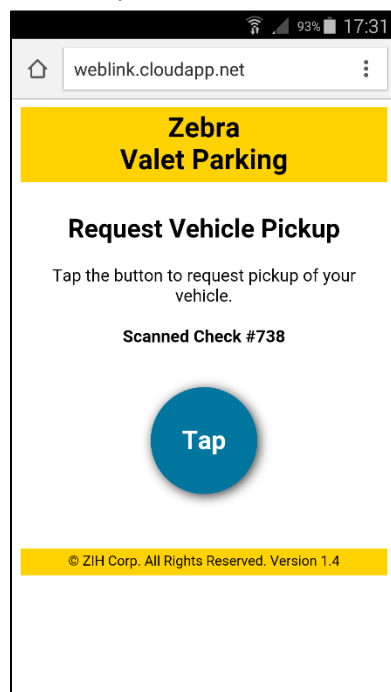 93% 17:31
weblink.cloudapp.net
Zebra
Valet Parking
Request Vehicle Pickup
Tap the button to request pickup of your
vehicle.
Scanned Check #738
Tap
© ZIH Corp. All Rights Reserved. Version 1.4